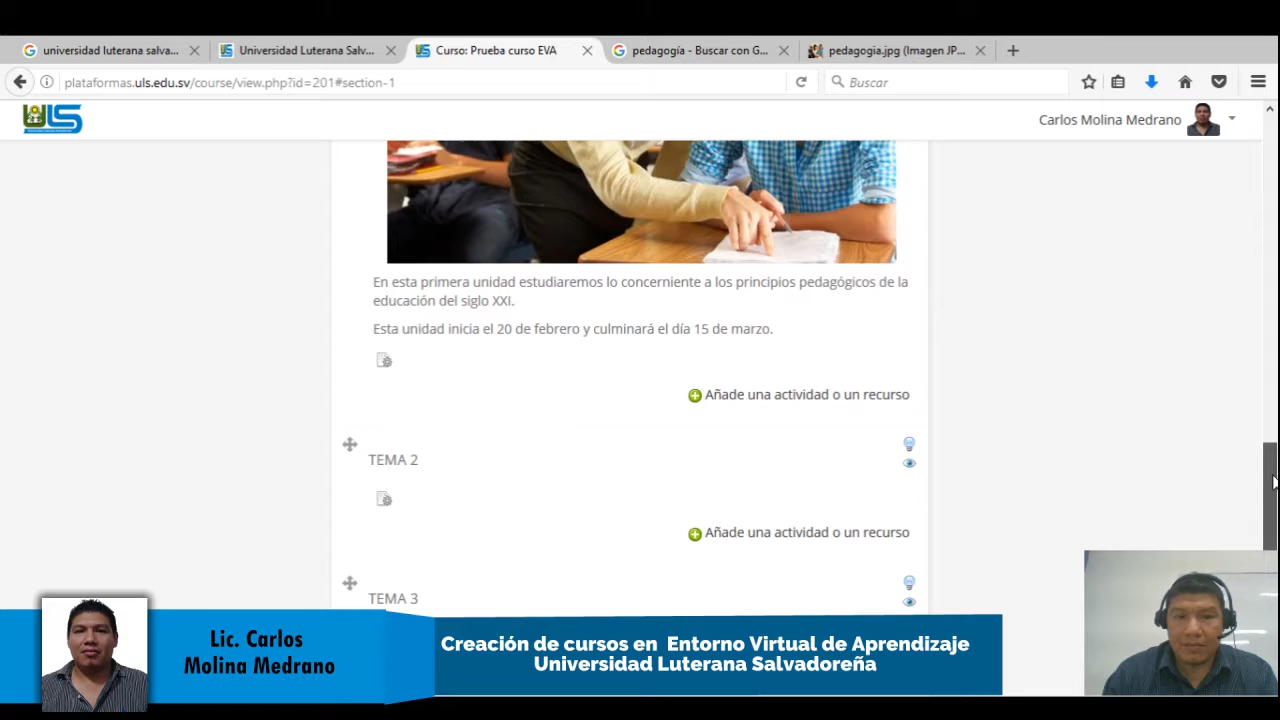 universidad luterana salva...
Universidad Luterana Salv...
Curso: Prueba curso EVA
pedagogía - Buscar con G...
pedagogia.jpg (Imagen JP...
plataformas.uls.edu.sv/course/view.php?id=201#section-1
Buscar
ULS
Carlos Molina Medrano
En esta primera unidad estudiaremos lo concerniente a los principios pedagógicos de la
educación del siglo XXI.
Esta unidad inicia el 20 de febrero y culminará el día 15 de marzo.
Añade una actividad o un recurso
TEMA 2
Añade una actividad o un recurso
TEMA 3
Lic. Carlos
Molina Medrano
Creación de cursos en Entorno Virtual de Aprendizaje
Universidad Luterana Salvadoreña